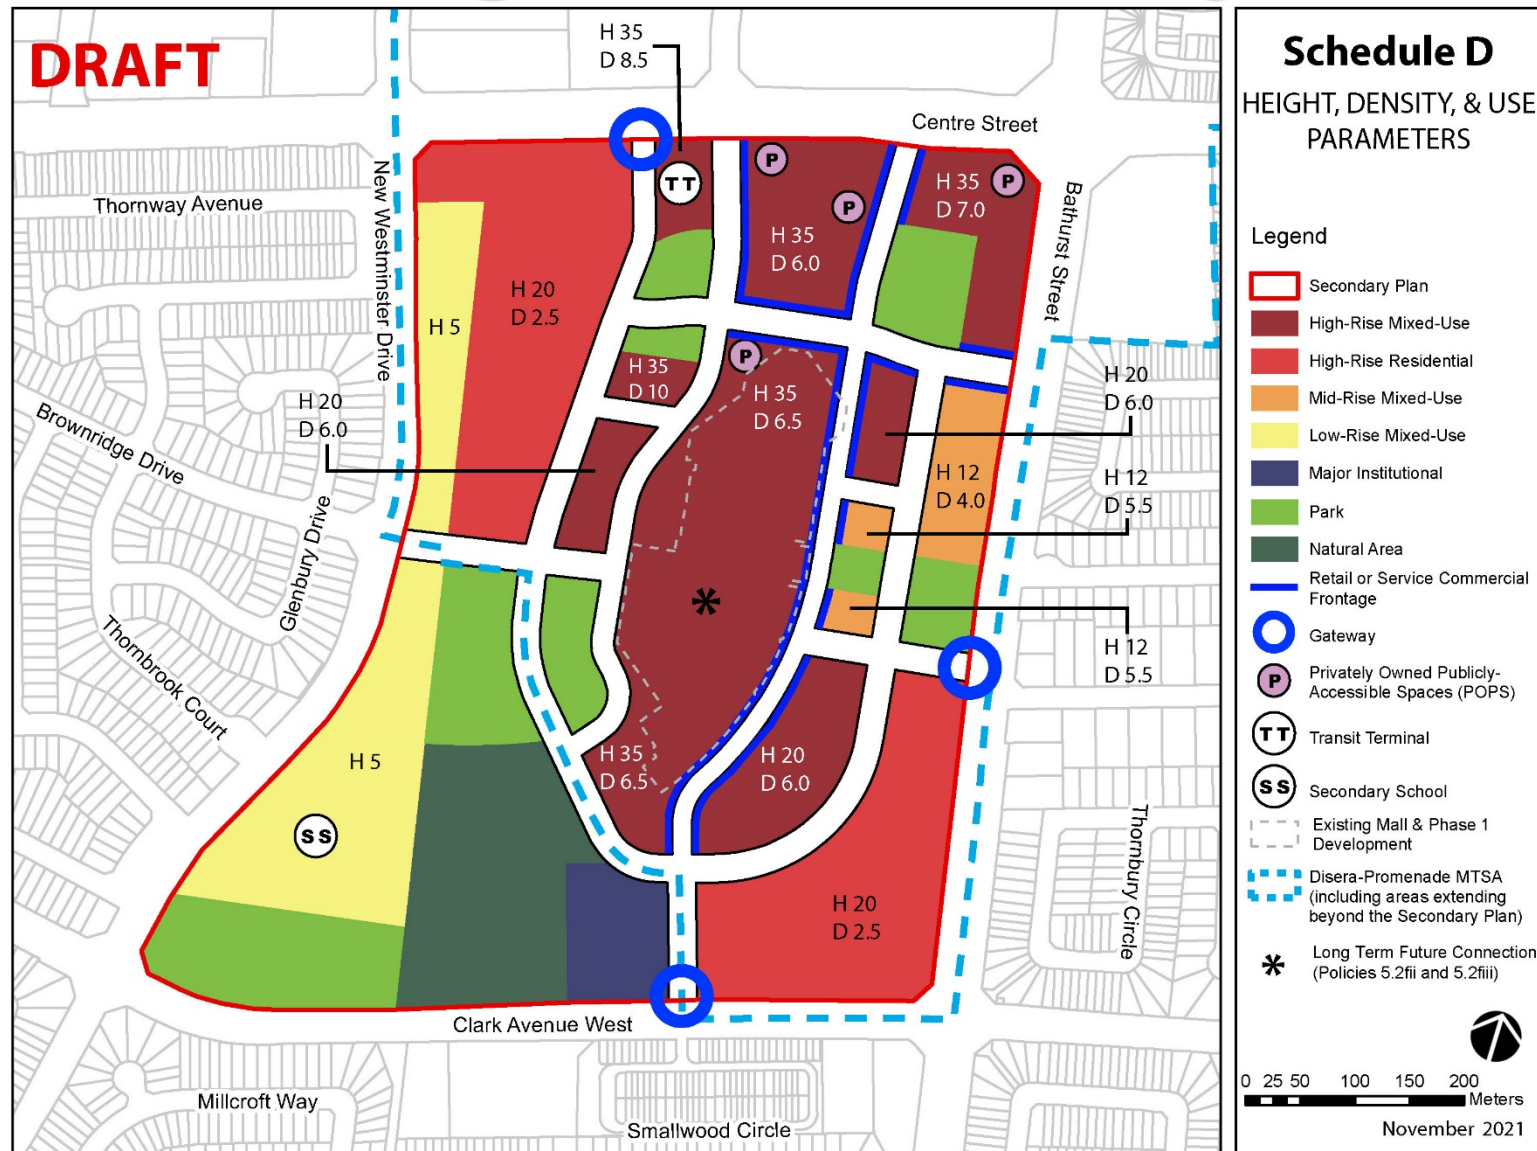 DRAFT
H 35
D 8.5
Centre Street
New Westminster Drive
Thornway Avenue
TT
P
P
H 35
D 7.0
P
Bathurst Street
H 35
D 6.0
H 20
D 2.5
H 5
P
H 35
D 10
H 35
D 6.5
H 20
D 6.0
H 20
D 6.0
Brownridge Drive
H 12
D 4.0
H 12
D 5.5
Glenbury Drive
*
Thornbrook Court
H 12
D 5.5
H 5
H 35
D 6.5
H 20
D 6.0
SS
Thornbury Circle
H 20
D 2.5
Clark Avenue West
Millcroft Way
Smallwood Circle
Schedule D
HEIGHT, DENSITY, & USE
PARAMETERS
Legend
Secondary Plan
High-Rise Mixed-Use
High-Rise Residential
Mid-Rise Mixed-Use
Low-Rise Mixed-Use
Major Institutional
Park
Natural Area
Retail or Service Commercial
Frontage
Gateway
P
Privately Owned Publicly-
Accessible Spaces (POPS)
TT
Transit Terminal
SS
Secondary School
Existing Mall & Phase 1
Development
Disera-Promenade MTSA
(including areas extending
beyond the Secondary Plan)
*
Long Term Future Connection
(Policies 5.2fii and 5.2fiii)
0 25 50 100 150 200
Meters
November 2021